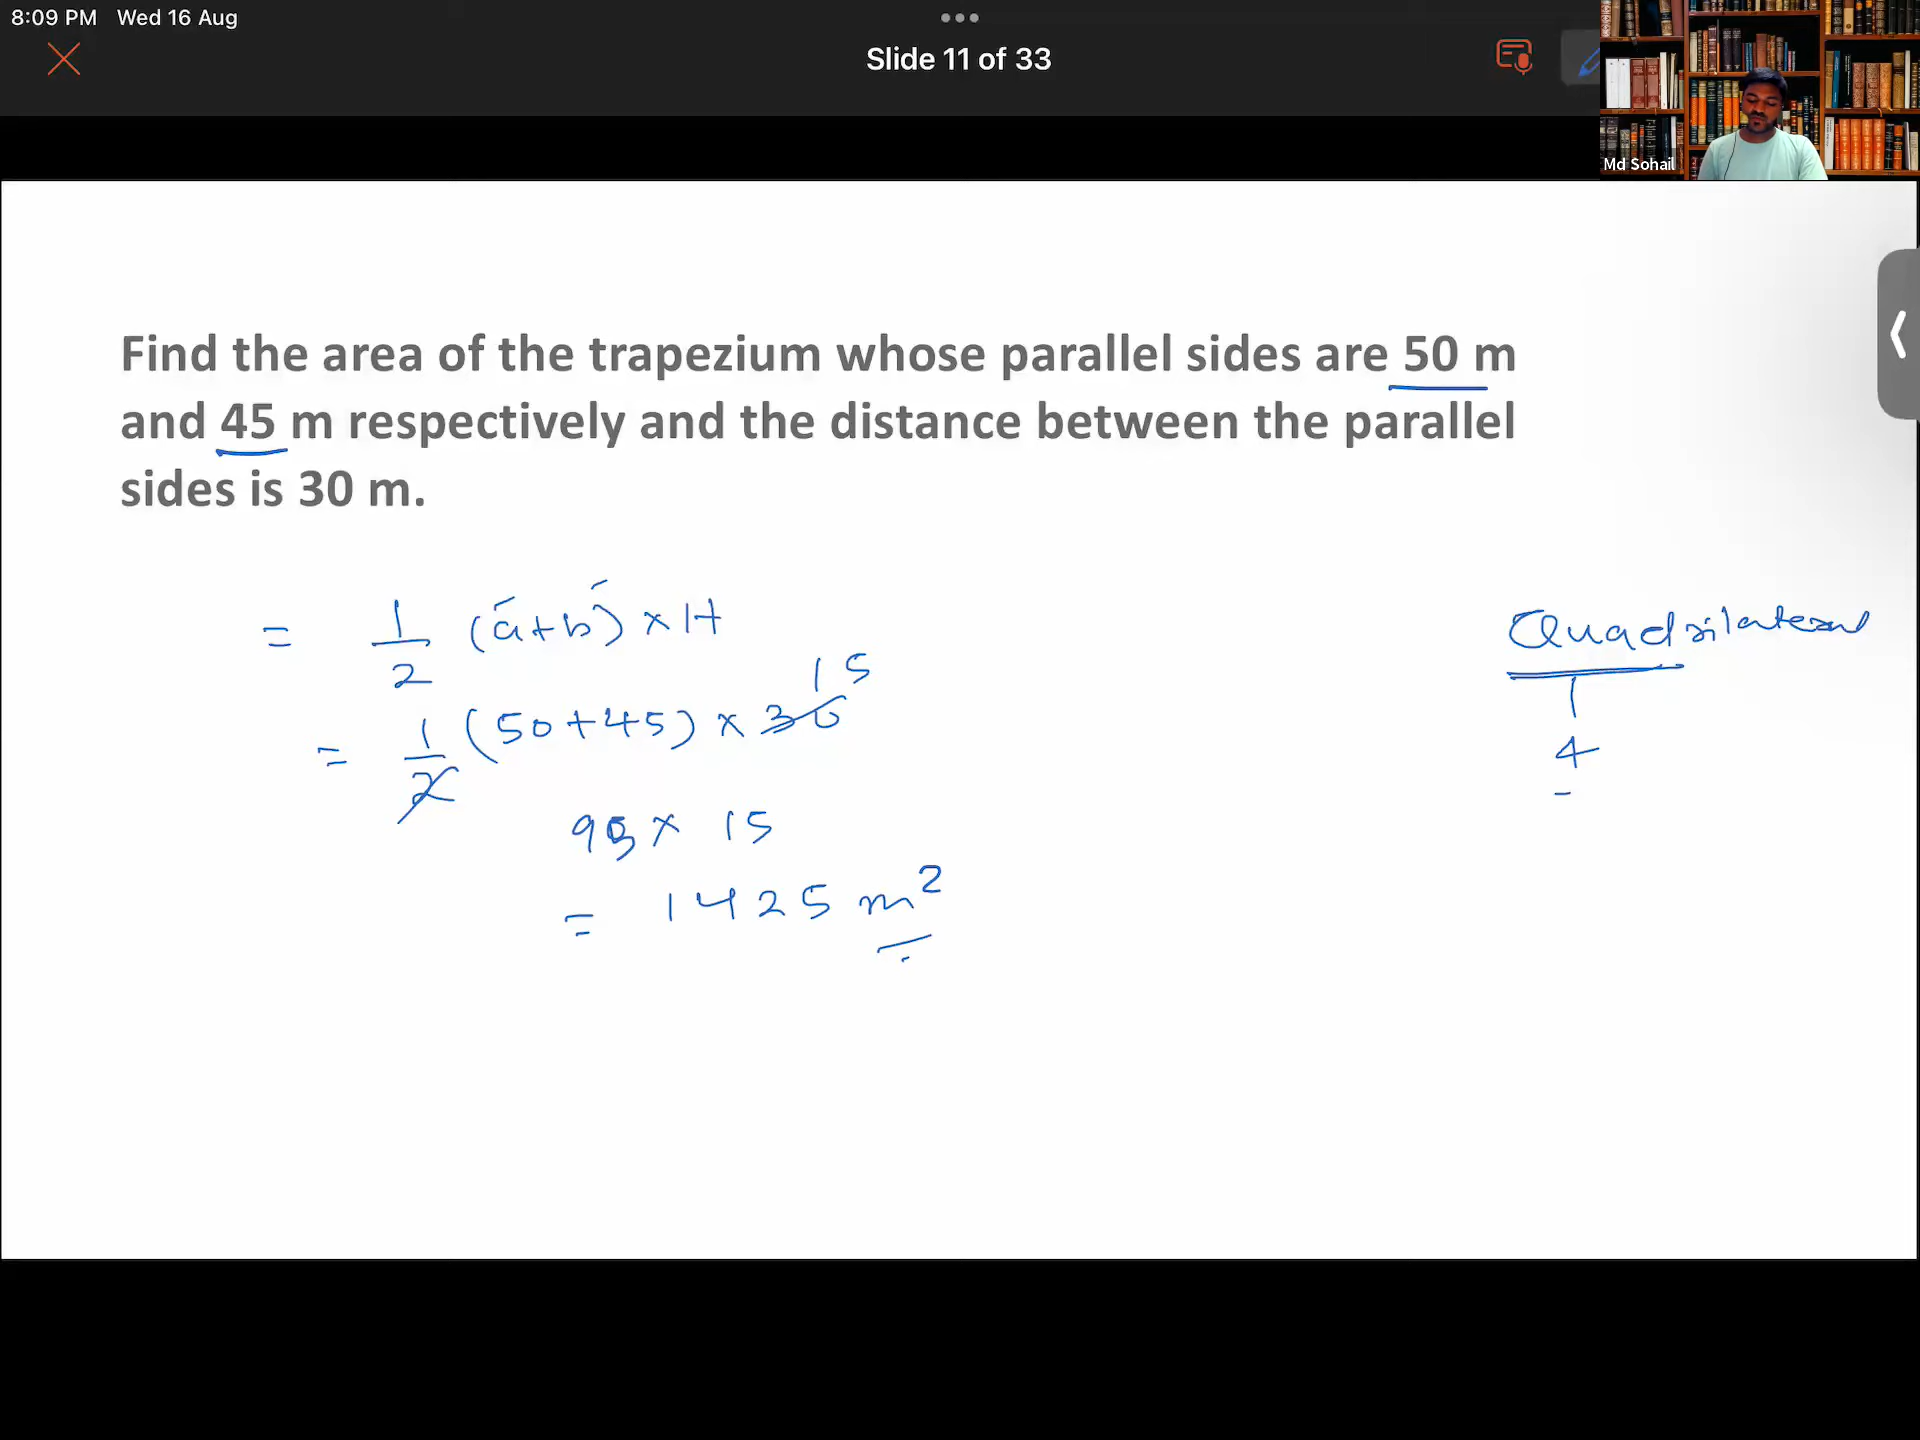 8:09 PM Wed 16 Aug
Slide 11 of 33
Md Sohail
Find the area of the trapezium whose parallel sides are 50 m
and 45 m respectively and the distance between the parallel
sides is 30 m.
= 1/2 (a+b) × H
15
= 1/2 (50+45) × 30
95 × 15
= 1425 m²
Quadrilateral
4